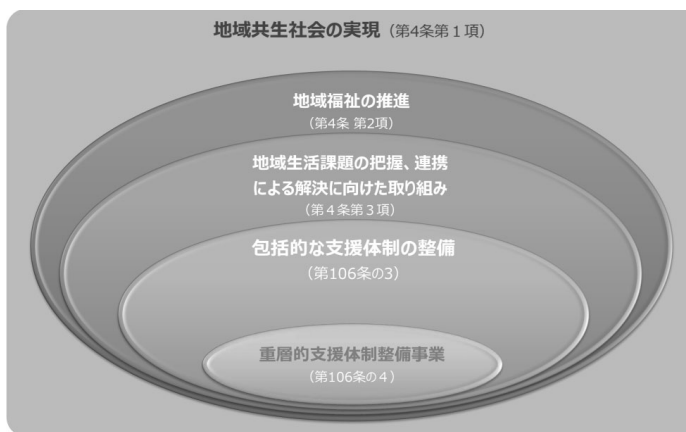 地域共生社会の実現（第4条第１項）
地域福祉の推進
（第4条 第2項）
地域生活課題の把握、連携
による解決に向けた取り組み
（第４条第３項）
包括的な支援体制の整備
（第106条の3）
重層的支援体制整備事業
（第106条の４）